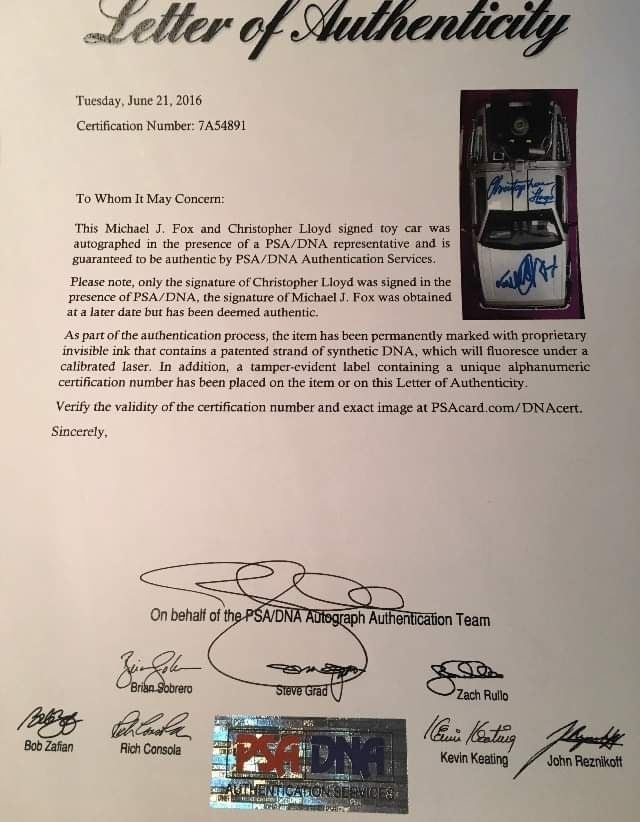 Letter of Authenticity
Tuesday, June 21, 2016
Certification Number: 7A54891
To Whom It May Concern:
This Michael J. Fox and Christopher Lloyd signed toy car was
autographed in the presence of a PSA/DNA representative and is
guaranteed to be authentic by PSA/DNA Authentication Services.
Please note, only the signature of Christopher Lloyd was signed in the
presence of PSA/DNA, the signature of Michael J. Fox was obtained
at a later date but has been deemed authentic.
As part of the authentication process, the item has been permanently marked with proprietary
invisible ink that contains a patented strand of synthetic DNA, which will fluoresce under a
calibrated laser. In addition, a tamper-evident label containing a unique alphanumeric
certification number has been placed on the item or on this Letter of Authenticity.
Verify the validity of the certification number and exact image at PSAcard.com/DNAcert.
Sincerely,
Christopher
Lloyd
On behalf of the PSA/DNA Autograph Authentication Team
Brian Sobrero
Steve Grad
Zach Rullo
Bob Zafian
Rich Consola
Kevin Keating
Kevin Keating
John Reznikoff
PSA DNA
AUTHENTICATION SERVICES